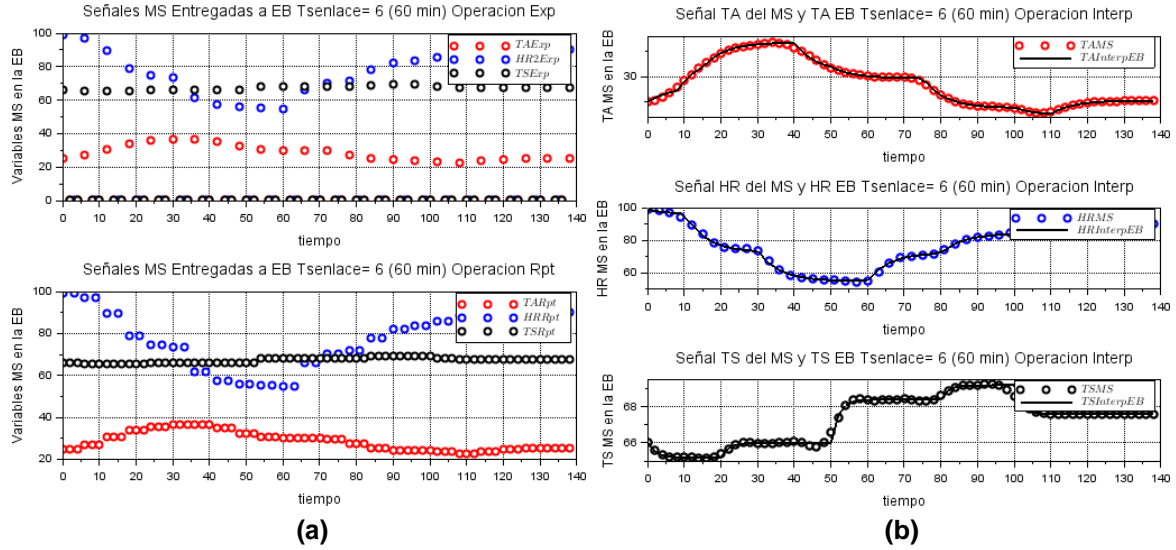 Señales MS Entregadas a EB Tsenlace= 6 (60 min) Operacion Exp
Variables MS en la EB
100
80
60
40
20
0
TAExp
HR2Exp
TSExp
0 10 20 30 40 50 60 70 80 90 100 110 120 130 140
tiempo
Señales MS Entregadas a EB Tsenlace= 6 (60 min) Operacion Rpt
Variables MS en la EB
100
80
60
40
20
TARpt
HRRpt
TSRpt
0 10 20 30 40 50 60 70 80 90 100 110 120 130 140
tiempo
(a)
Señal TA del MS y TA EB Tsenlace= 6 (60 min) Operacion Interp
TA MS en la EB
30
TAMS
TAInterpEB
0 10 20 30 40 50 60 70 80 90 100 110 120 130 140
tiempo
Señal HR del MS y HR EB Tsenlace= 6 (60 min) Operacion Interp
HR MS en la EB
100
80
60
HRMS
HRInterpEB
0 10 20 30 40 50 60 70 80 90 100 110 120 130 140
tiempo
Señal TS del MS y TS EB Tsenlace= 6 (60 min) Operacion Interp
TS MS en la EB
68
66
TSMS
TSInterpEB
0 10 20 30 40 50 60 70 80 90 100 110 120 130 140
tiempo
(b)